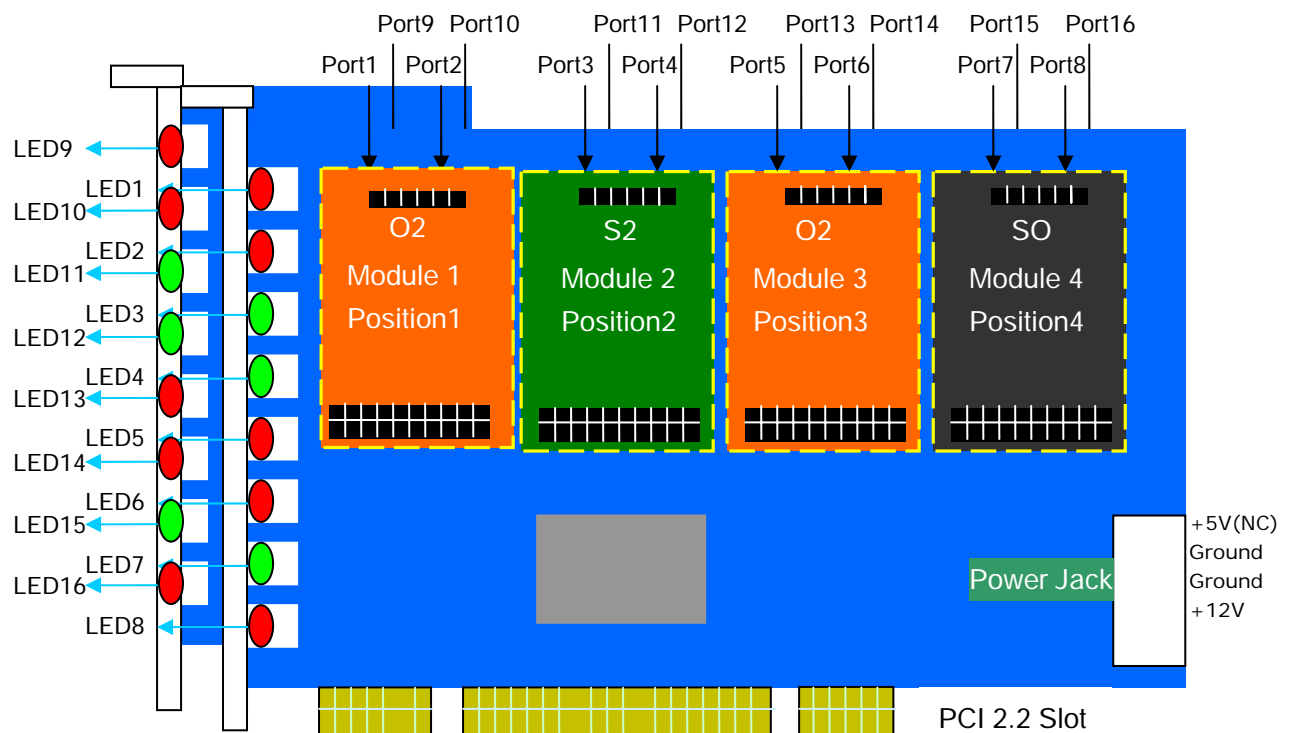 Port9 Port10 Port11 Port12 Port13 Port14 Port15 Port16
Port1 Port2 Port3 Port4 Port5 Port6 Port7 Port8
LED9
LED1
LED10
LED2
LED11
LED3
LED12
LED4
LED13
LED5
LED14
LED6
LED15
LED7
LED16
LED8
O2
Module 1
Position1
S2
Module 2
Position2
O2
Module 3
Position3
SO
Module 4
Position4
Power Jack
+5V(NC)
Ground
Ground
+12V
PCI 2.2 Slot